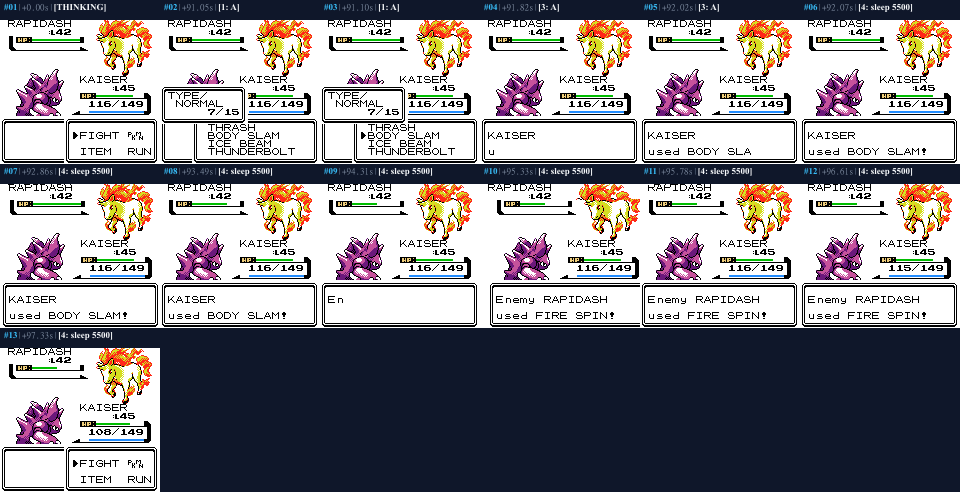 #01 | +0.00s | [THINKING]
RAPIDASH
:L42
HP:
KAISER
:L45
HP:
116/149
▶FIGHT PKMN
ITEM RUN
#02 | +91.05s | [1: A]
RAPIDASH
:L42
HP:
TYPE/
NORMAL
7/15
KAISER
:L45
116/149
THRASH
BODY SLAM
ICE BEAM
THUNDERBOLT
#03 | +91.10s | [1: A]
RAPIDASH
:L42
HP:
TYPE/
NORMAL
7/15
KAISER
:L45
116/149
THRASH
▶BODY SLAM
ICE BEAM
THUNDERBOLT
#04 | +91.82s | [3: A]
RAPIDASH
:L42
HP:
KAISER
:L45
HP:
116/149
KAISER
u
#05 | +92.02s | [3: A]
RAPIDASH
:L42
HP:
KAISER
:L45
HP:
116/149
KAISER
used BODY SLA
#06 | +92.07s | [4: sleep 5500]
RAPIDASH
:L42
HP:
KAISER
:L45
HP:
116/149
KAISER
used BODY SLAM!
#07 | +92.86s | [4: sleep 5500]
RAPIDASH
:L42
HP:
KAISER
:L45
HP:
116/149
KAISER
used BODY SLAM!
#08 | +93.49s | [4: sleep 5500]
RAPIDASH
:L42
HP:
KAISER
:L45
HP:
116/149
KAISER
used BODY SLAM!
#09 | +94.31s | [4: sleep 5500]
RAPIDASH
:L42
HP:
KAISER
:L45
HP:
116/149
En
#10 | +95.33s | [4: sleep 5500]
RAPIDASH
:L42
HP:
KAISER
:L45
HP:
116/149
Enemy RAPIDASH
used FIRE SPIN!
#11 | +95.78s | [4: sleep 5500]
RAPIDASH
:L42
HP:
KAISER
:L45
HP:
116/149
Enemy RAPIDASH
used FIRE SPIN!
#12 | +96.61s | [4: sleep 5500]
RAPIDASH
:L42
HP:
KAISER
:L45
HP:
115/149
Enemy RAPIDASH
used FIRE SPIN!
#13 | +97.33s | [4: sleep 5500]
RAPIDASH
:L42
HP:
KAISER
:L45
HP:
108/149
▶FIGHT PKMN
ITEM RUN